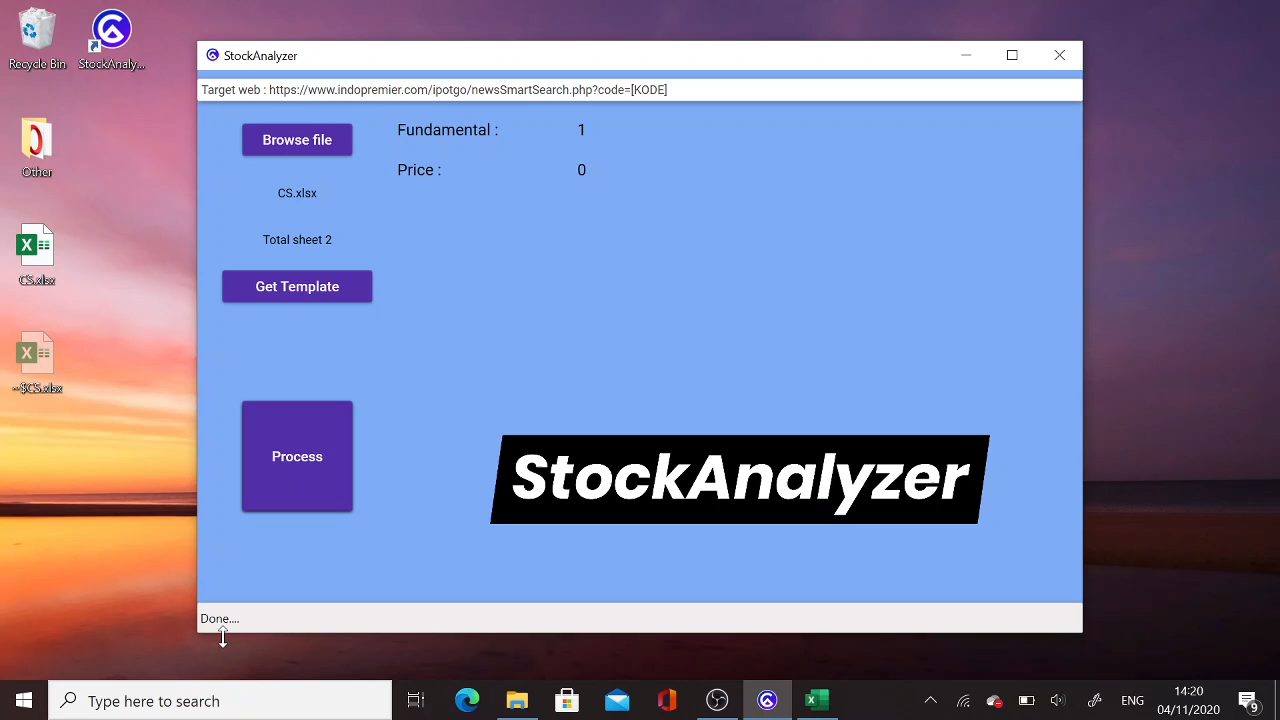 Recycle Bin
StockAnaly...
Other
CS.xlsx
~$CS.xlsx
StockAnalyzer
Target web : https://www.indopremier.com/ipotgo/newsSmartSearch.php?code=[KODE]
Browse file
Fundamental : 1
Price : 0
CS.xlsx
Total sheet 2
Get Template
Process
StockAnalyzer
Done....
Type here to search
ENG
14:20
04/11/2020
9